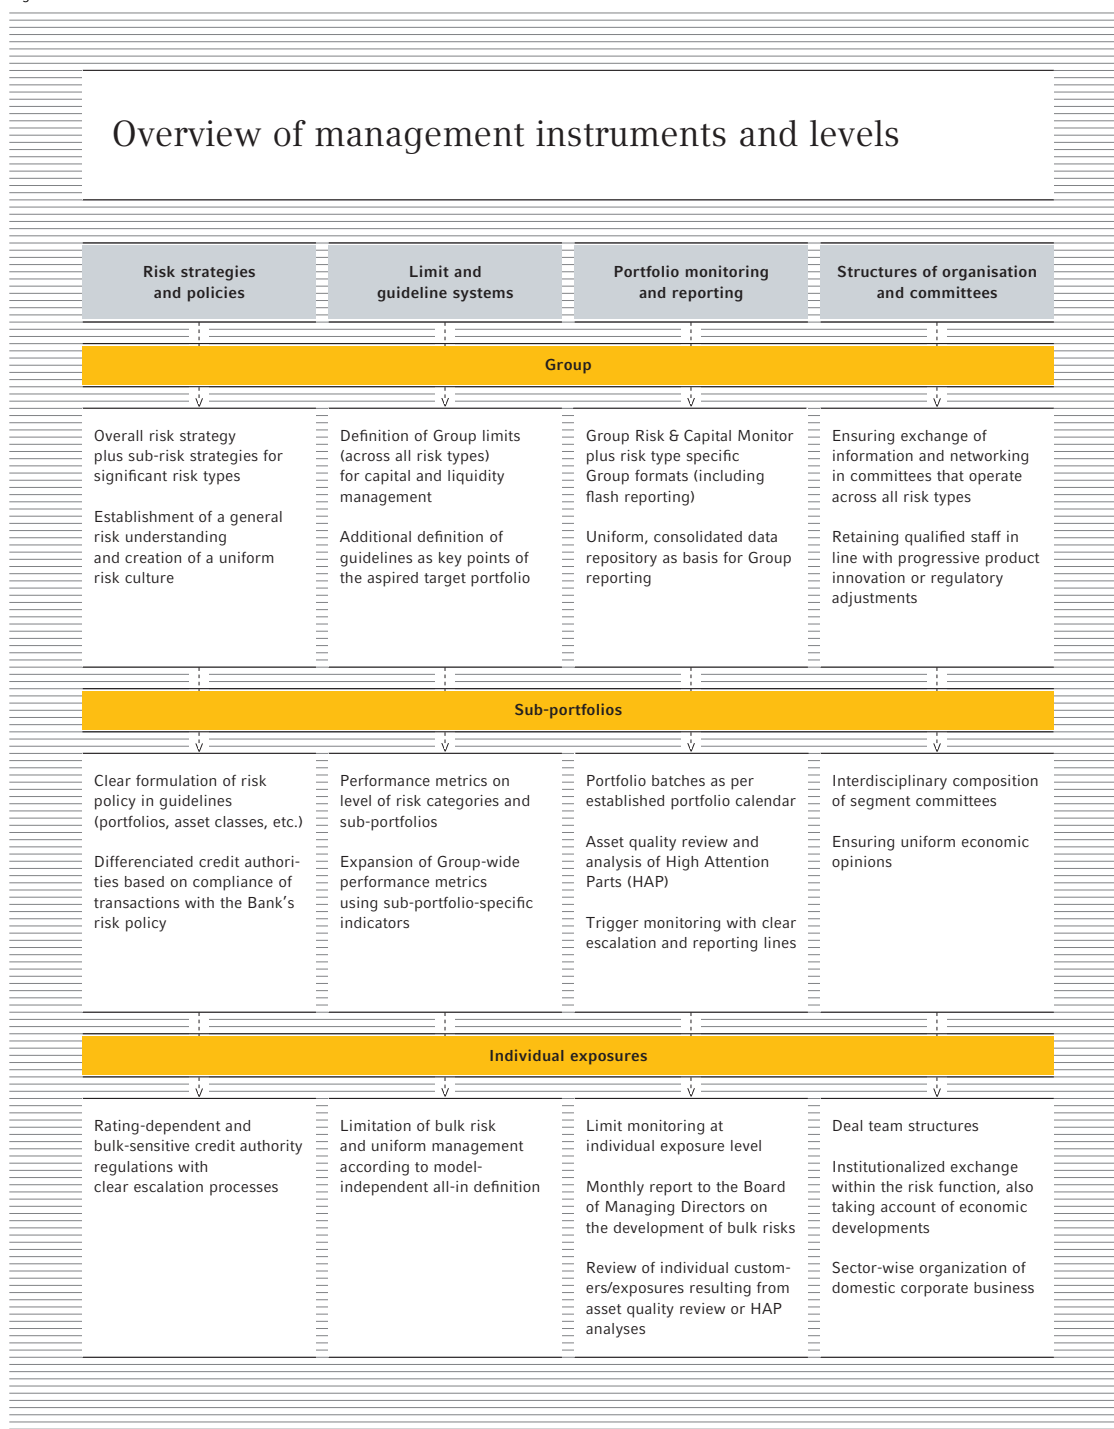 Overview of management instruments and levels
Risk strategies
and policies
Limit and
guideline systems
Portfolio monitoring
and reporting
Structures of organisation
and committees
Group
Overall risk strategy
plus sub-risk strategies for
significant risk types
Establishment of a general
risk understanding
and creation of a uniform
risk culture
Definition of Group limits
(across all risk types)
for capital and liquidity
management
Additional definition of
guidelines as key points of
the aspired target portfolio
Group Risk & Capital Monitor
plus risk type specific
Group formats (including
flash reporting)
Uniform, consolidated data
repository as basis for Group
reporting
Ensuring exchange of
information and networking
in committees that operate
across all risk types
Retaining qualified staff in
line with progressive product
innovation or regulatory
adjustments
Sub-portfolios
Clear formulation of risk
policy in guidelines
(portfolios, asset classes, etc.)
Differenciated credit authori-
ties based on compliance of
transactions with the Bank's
risk policy
Performance metrics on
level of risk categories and
sub-portfolios
Expansion of Group-wide
performance metrics
using sub-portfolio-specific
indicators
Portfolio batches as per
established portfolio calendar
Asset quality review and
analysis of High Attention
Parts (HAP)
Trigger monitoring with clear
escalation and reporting lines
Interdisciplinary composition
of segment committees
Ensuring uniform economic
opinions
Individual exposures
Rating-dependent and
bulk-sensitive credit authority
regulations with
clear escalation processes
Limitation of bulk risk
and uniform management
according to model-
independent all-in definition
Limit monitoring at
individual exposure level
Monthly report to the Board
of Managing Directors on
the development of bulk risks
Review of individual custom-
ers/exposures resulting from
asset quality review or HAP
analyses
Deal team structures
Institutionalized exchange
within the risk function, also
taking account of economic
developments
Sector-wise organization of
domestic corporate business